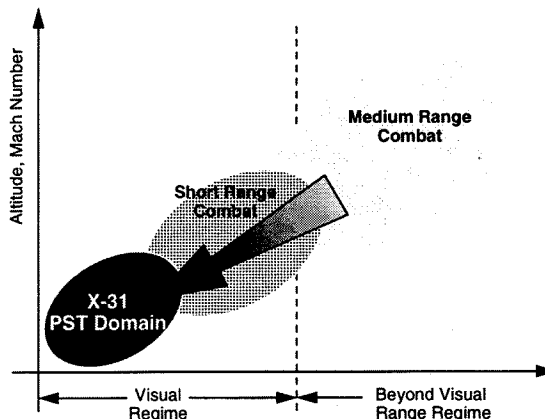 Altitude, Mach Number
Medium Range
Combat
Short Range
Combat
X-31
PST Domain
Visual
Regime
Beyond Visual
Range Regime